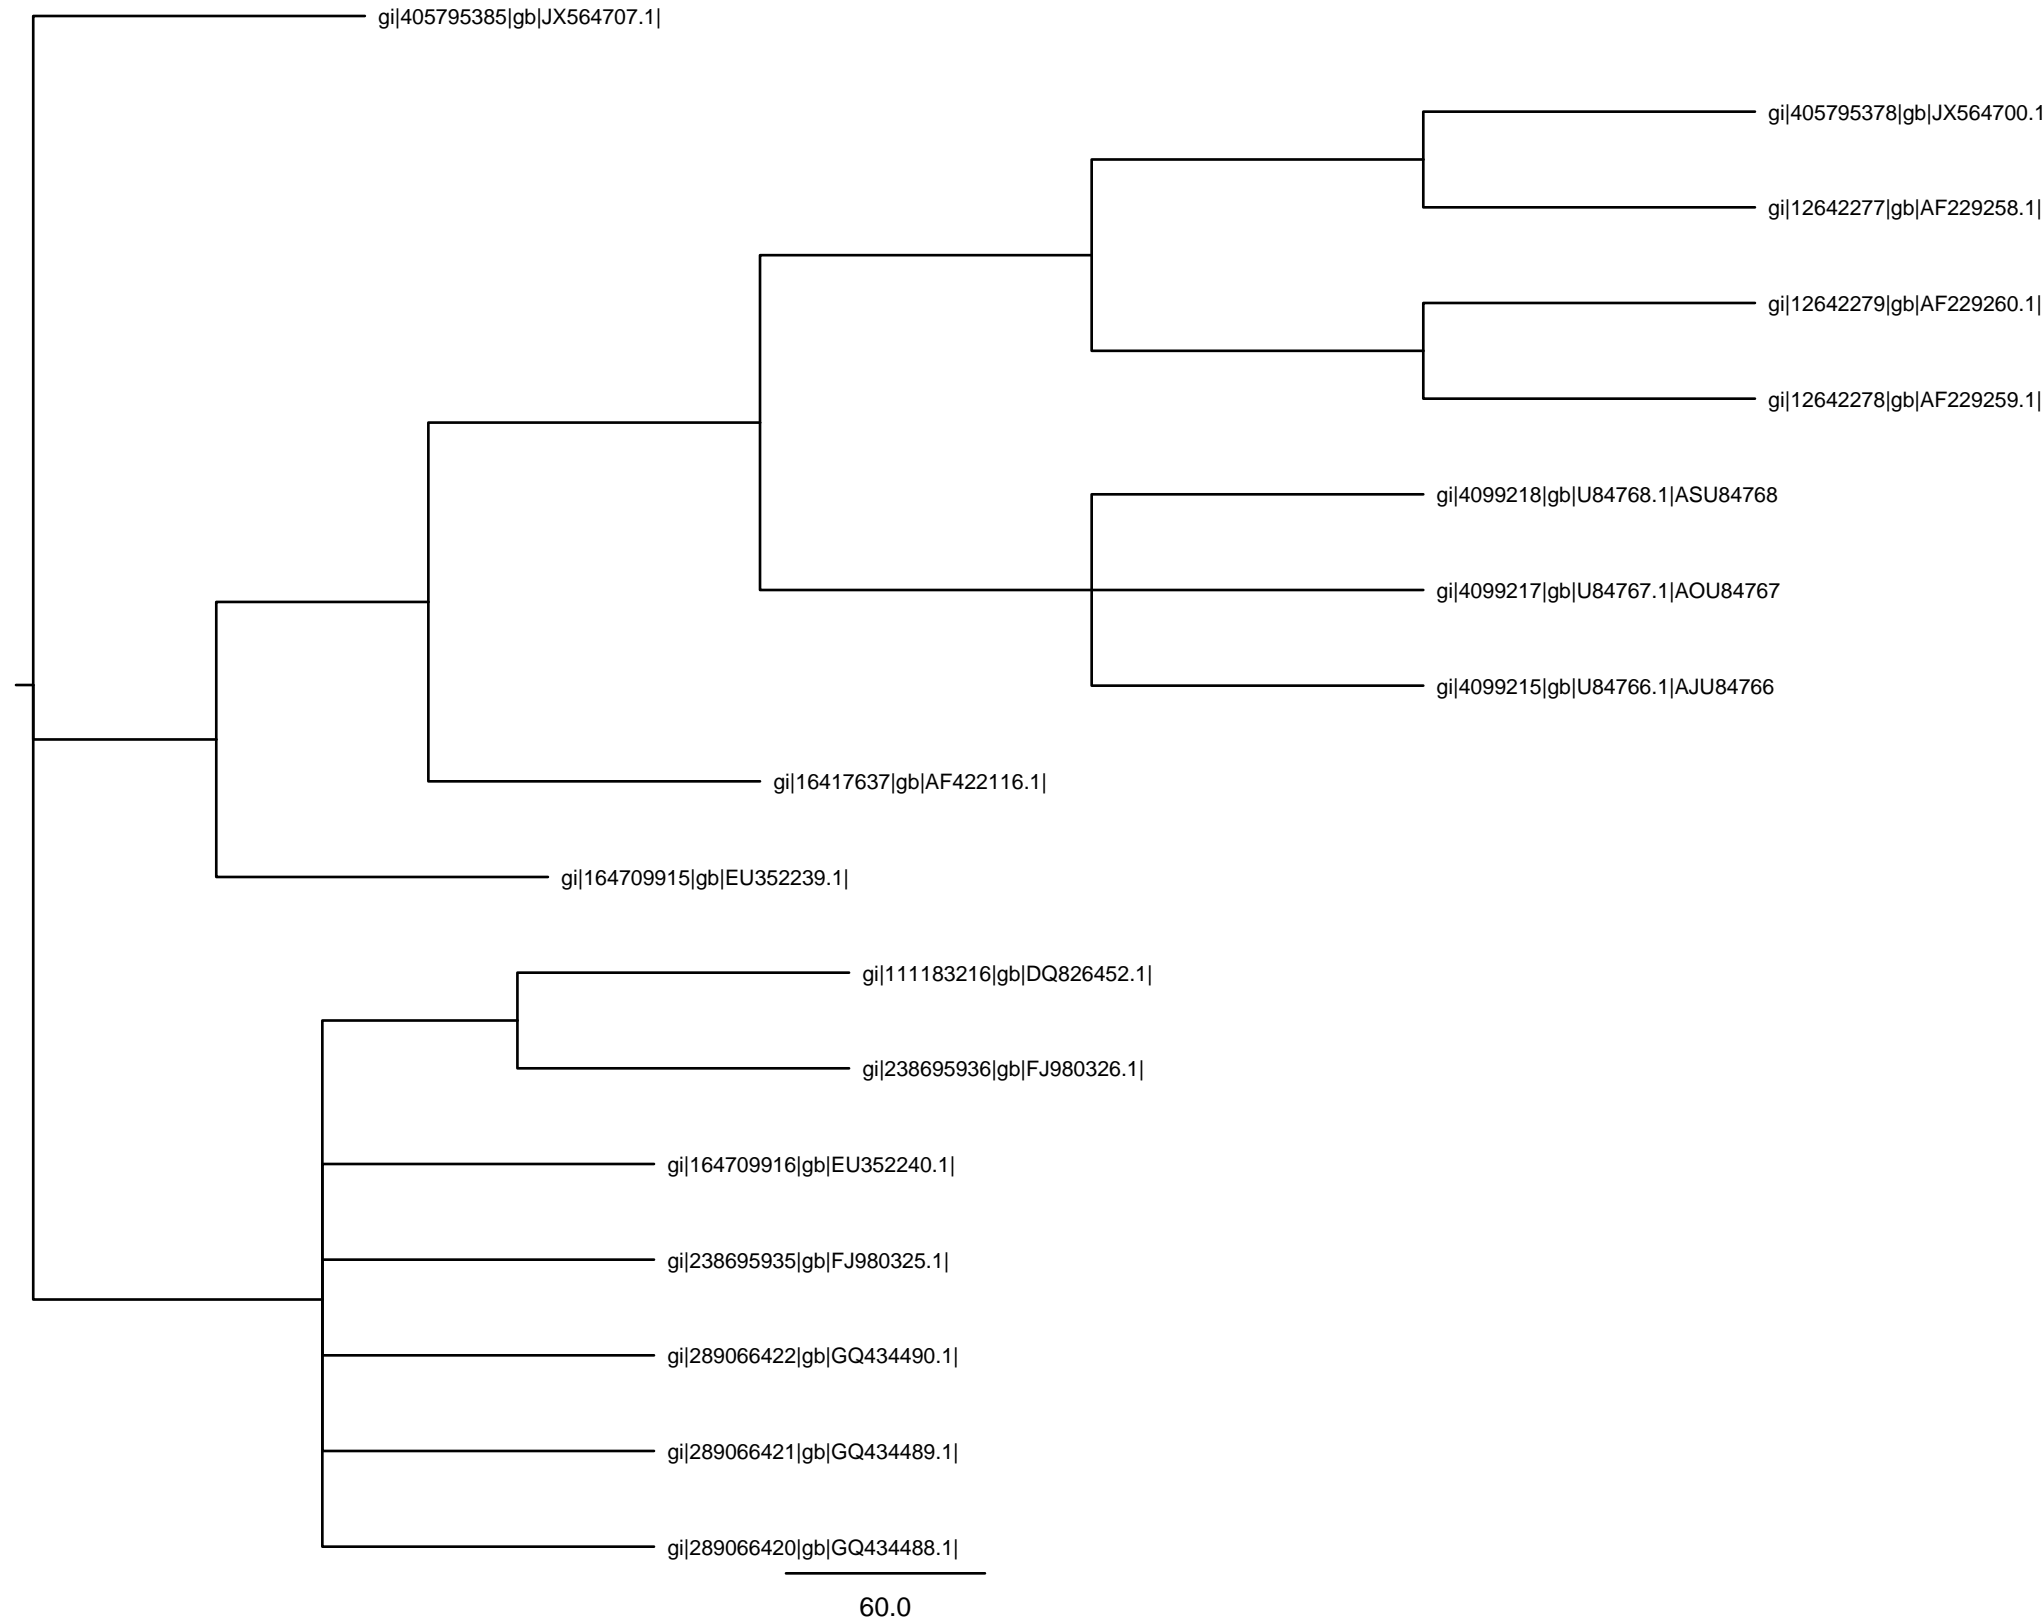 gi|405795385|gb|JX564707.1|
gi|405795378|gb|JX564700.1
gi|12642277|gb|AF229258.1|
gi|12642279|gb|AF229260.1|
gi|12642278|gb|AF229259.1|
gi|4099218|gb|U84768.1|ASU84768
gi|4099217|gb|U84767.1|AOU84767
gi|4099215|gb|U84766.1|AJU84766
gi|16417637|gb|AF422116.1|
gi|164709915|gb|EU352239.1|
gi|111183216|gb|DQ826452.1|
gi|238695936|gb|FJ980326.1|
gi|164709916|gb|EU352240.1|
gi|238695935|gb|FJ980325.1|
gi|289066422|gb|GQ434490.1|
gi|289066421|gb|GQ434489.1|
gi|289066420|gb|GQ434488.1|
60.0